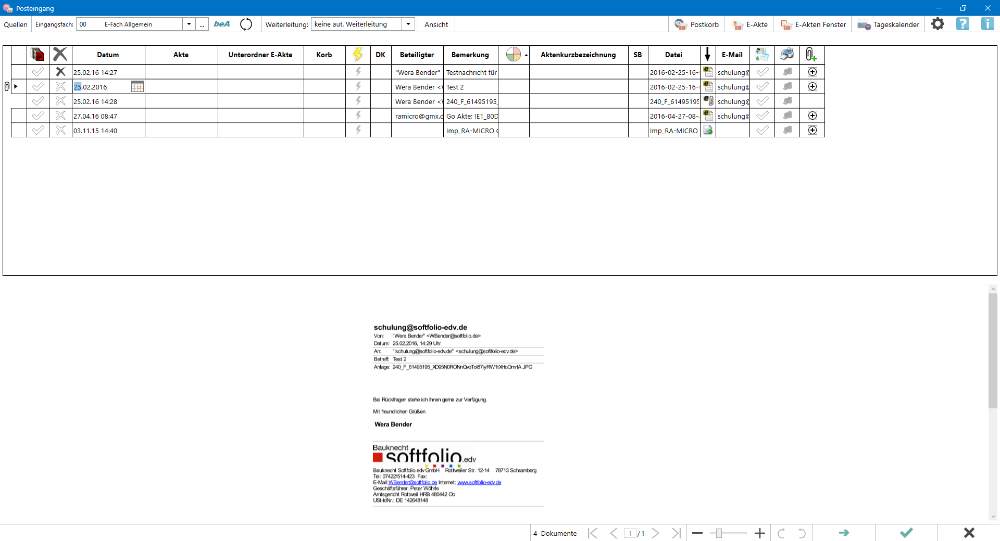 Posteingang
Quellen Eingangsfach: 00 E-Fach Allgemein ... beA Weiterleitung: keine aut. Weiterleitung Ansicht Postkorb E-Akte E-Akten Fenster Tageskalender ? i
Datum Akte Unterordner E-Akte Korb DK Beteiligter Bemerkung Aktenkurzbezeichnung SB Datei E-Mail
25.02.16 14:27 "Wera Bender" Testnachricht für 2016-02-25-16- schulung@
25.02.2016 Wera Bender < Test 2 2016-02-25-16- schulung@
25.02.16 14:28 Wera Bender < 240_F_61495195_ 240_F_61495195 schulung@
27.04.16 08:47 ramicro@gmx.d Go Akte: !E1_80D 2016-04-27-08- schulung@
03.11.15 14:40 Imp_RA-MICRO Imp_RA-MICRO
schulung@softfolio-edv.de
Von: "Wera Bender" <WBender@softfolio.de>
Datum: 25.02.2016, 14:29 Uhr
An: "'schulung@softfolio-edv.de'" <schulung@softfolio-edv.de>
Betreff: Test 2
Anlage:
Bei Rückfragen stehe ich Ihnen gerne zur Verfügung.
Mit freundlichen Grüßen
Wera Bender
Bauknecht
softfolio.edv
Bauknecht Softfolio.edv GmbH Rottweiler Str. 12-14 78713 Schramberg
Tel: 07422/514-423 Fax:
E-Mail:WBender@softfolio.de Internet: www.softfolio-edv.de
Geschäftsführer: Peter Wöhrle
Amtsgericht Rottweil HRB 480442 Ob
USt-IdNr.: DE 142648148
4 Dokumente 1 / 1